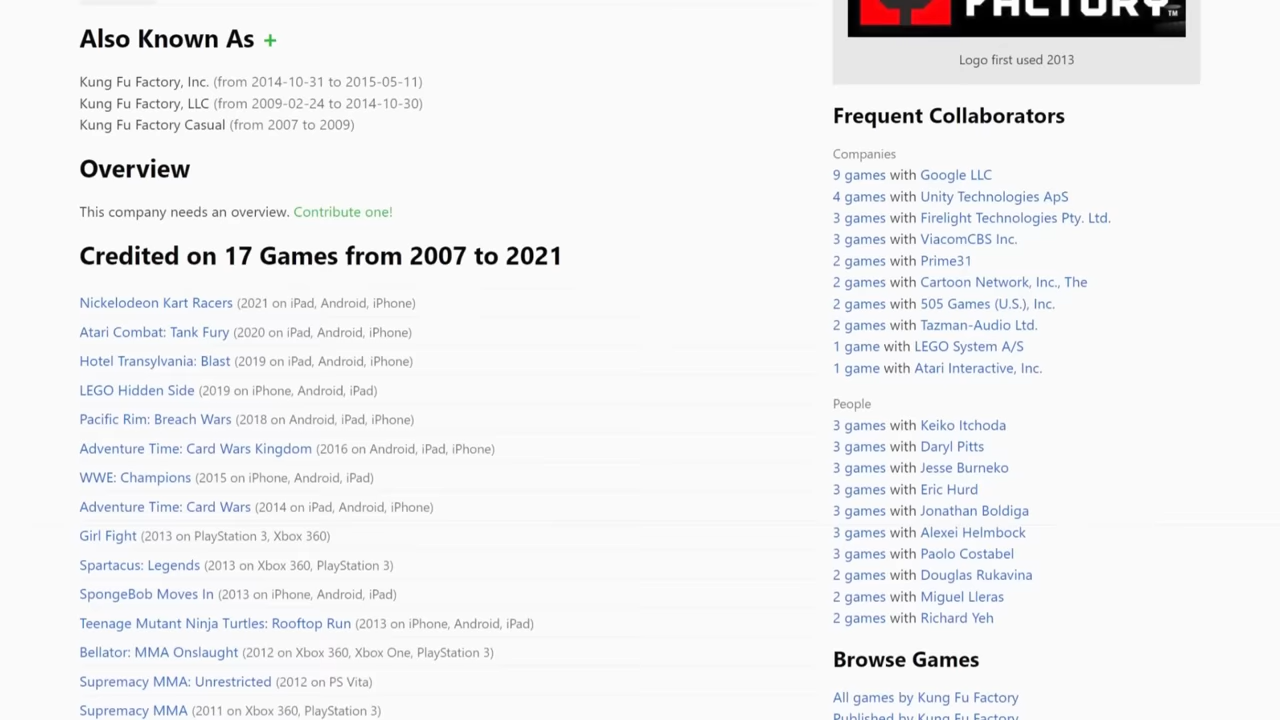 Also Known As +
Kung Fu Factory, Inc. (from 2014-10-31 to 2015-05-11)
Kung Fu Factory, LLC (from 2009-02-24 to 2014-10-30)
Kung Fu Factory Casual (from 2007 to 2009)
Overview
This company needs an overview. Contribute one!
Credited on 17 Games from 2007 to 2021
Nickelodeon Kart Racers (2021 on iPad, Android, iPhone)
Atari Combat: Tank Fury (2020 on iPad, Android, iPhone)
Hotel Transylvania: Blast (2019 on iPad, Android, iPhone)
LEGO Hidden Side (2019 on iPhone, Android, iPad)
Pacific Rim: Breach Wars (2018 on Android, iPad, iPhone)
Adventure Time: Card Wars Kingdom (2016 on Android, iPad, iPhone)
WWE: Champions (2015 on iPhone, Android, iPad)
Adventure Time: Card Wars (2014 on iPad, Android, iPhone)
Girl Fight (2013 on PlayStation 3, Xbox 360)
Spartacus: Legends (2013 on Xbox 360, PlayStation 3)
SpongeBob Moves In (2013 on iPhone, Android, iPad)
Teenage Mutant Ninja Turtles: Rooftop Run (2013 on iPhone, Android, iPad)
Bellator: MMA Onslaught (2012 on Xbox 360, Xbox One, PlayStation 3)
Supremacy MMA: Unrestricted (2012 on PS Vita)
Supremacy MMA (2011 on Xbox 360, PlayStation 3)
FACTORY™
Logo first used 2013
Frequent Collaborators
Companies
9 games with Google LLC
4 games with Unity Technologies ApS
3 games with Firelight Technologies Pty. Ltd.
3 games with ViacomCBS Inc.
2 games with Prime31
2 games with Cartoon Network, Inc., The
2 games with 505 Games (U.S.), Inc.
2 games with Tazman-Audio Ltd.
1 game with LEGO System A/S
1 game with Atari Interactive, Inc.
People
3 games with Keiko Itchoda
3 games with Daryl Pitts
3 games with Jesse Burneko
3 games with Eric Hurd
3 games with Jonathan Boldiga
3 games with Alexei Helmbock
3 games with Paolo Costabel
2 games with Douglas Rukavina
2 games with Miguel Lleras
2 games with Richard Yeh
Browse Games
All games by Kung Fu Factory
Published by Kung Fu Factory